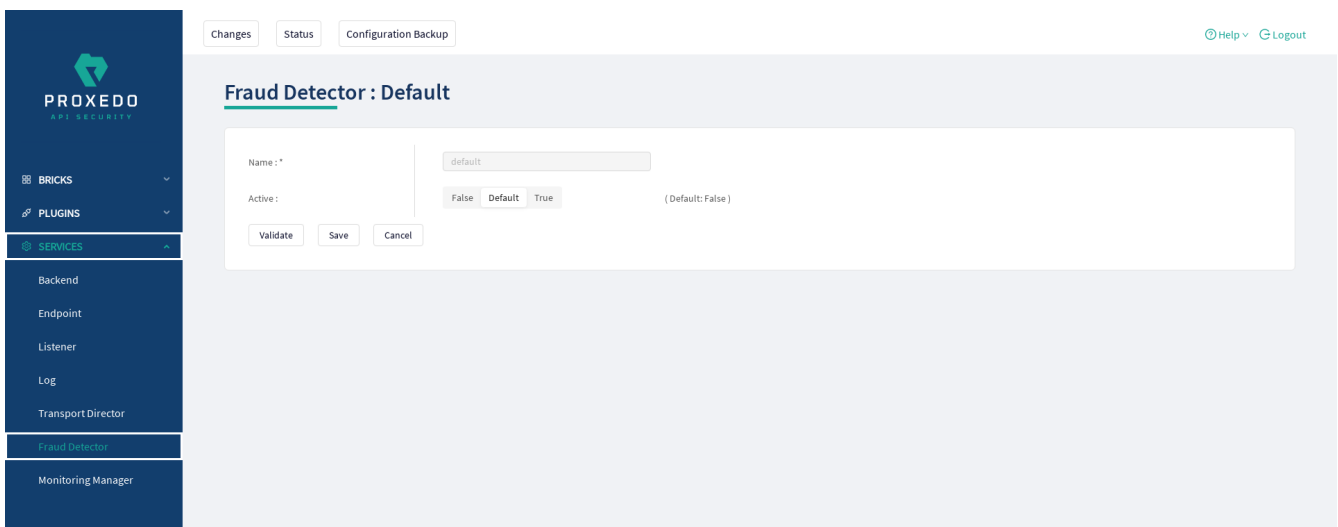 Changes Status Configuration Backup Help Logout
PROXEDO
API SECURITY
Fraud Detector : Default
Name : * default
BRICKS
Active : False Default True ( Default: False )
PLUGINS
Validate Save Cancel
SERVICES
Backend
Endpoint
Listener
Log
Transport Director
Fraud Detector
Monitoring Manager